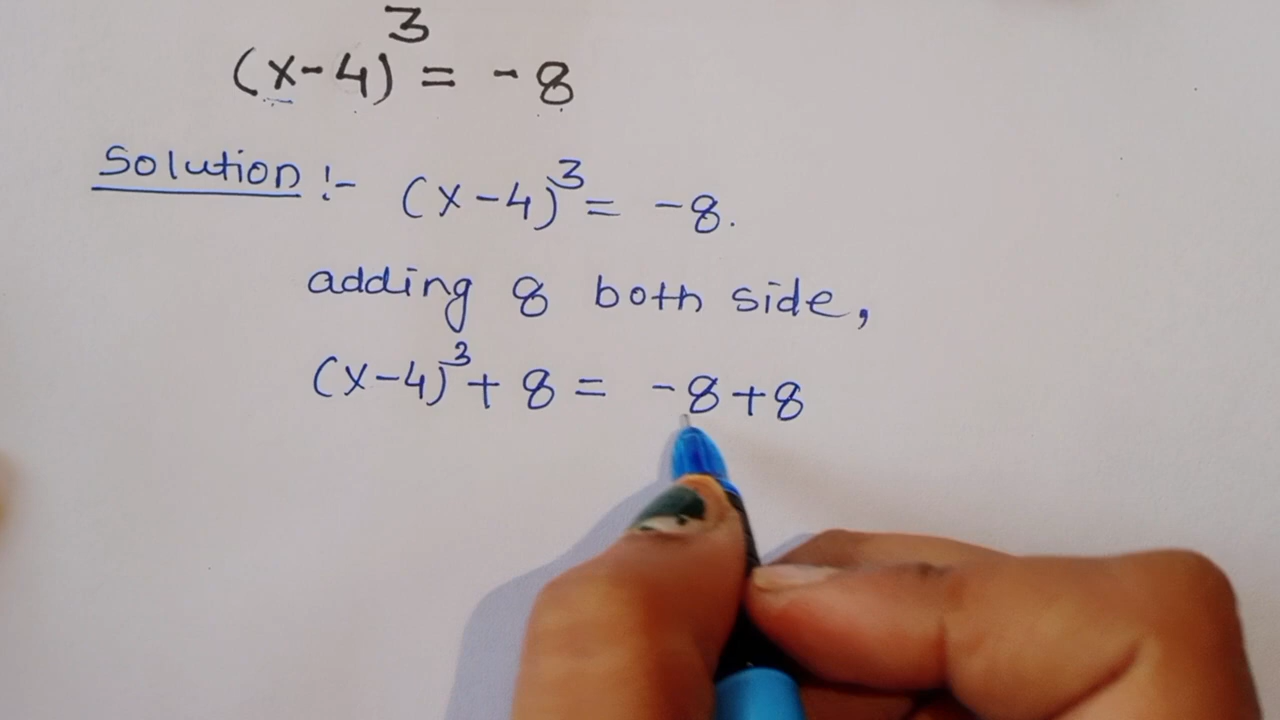 (x-4)³ = -8
Solution :- (x-4)³ = -8.
adding 8 both side,
(x-4)³ + 8 = -8+8